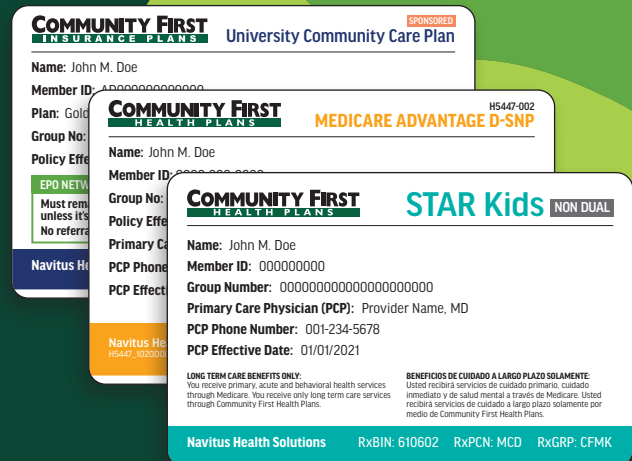 COMMUNITY FIRST
INSURANCE PLANS
SPONSORED
University Community Care Plan
Name: John M. Doe
Member ID:
Plan: Gold
Group No:
Policy Effe
EPO NETW
Must rema
unless it's
No referra
Navitus He
COMMUNITY FIRST
HEALTH PLANS
H5447-002
MEDICARE ADVANTAGE D-SNP
Name: John M. Doe
Member ID:
Group No:
Policy Effe
Primary Ca
PCP Phone
PCP Effecti
Navitus He
COMMUNITY FIRST
HEALTH PLANS
STAR Kids NON DUAL
Name: John M. Doe
Member ID: 000000000
Group Number: 000000000000000000000
Primary Care Physician (PCP): Provider Name, MD
PCP Phone Number: 001-234-5678
PCP Effective Date: 01/01/2021
LONG TERM CARE BENEFITS ONLY:
You receive primary, acute and behavioral health services
through Medicare. You receive only long term care services
through Community First Health Plans.
BENEFICIOS DE CUIDADO A LARGO PLAZO SOLAMENTE:
Usted recibirá servicios de cuidado primario, cuidado
inmediato y de salud mental a través de Medicare. Usted
recibirá servicios de cuidado a largo plazo solamente por
medio de Community First Health Plans.
Navitus Health Solutions RxBIN: 610602 RxPCN: MCD RxGRP: CFMK